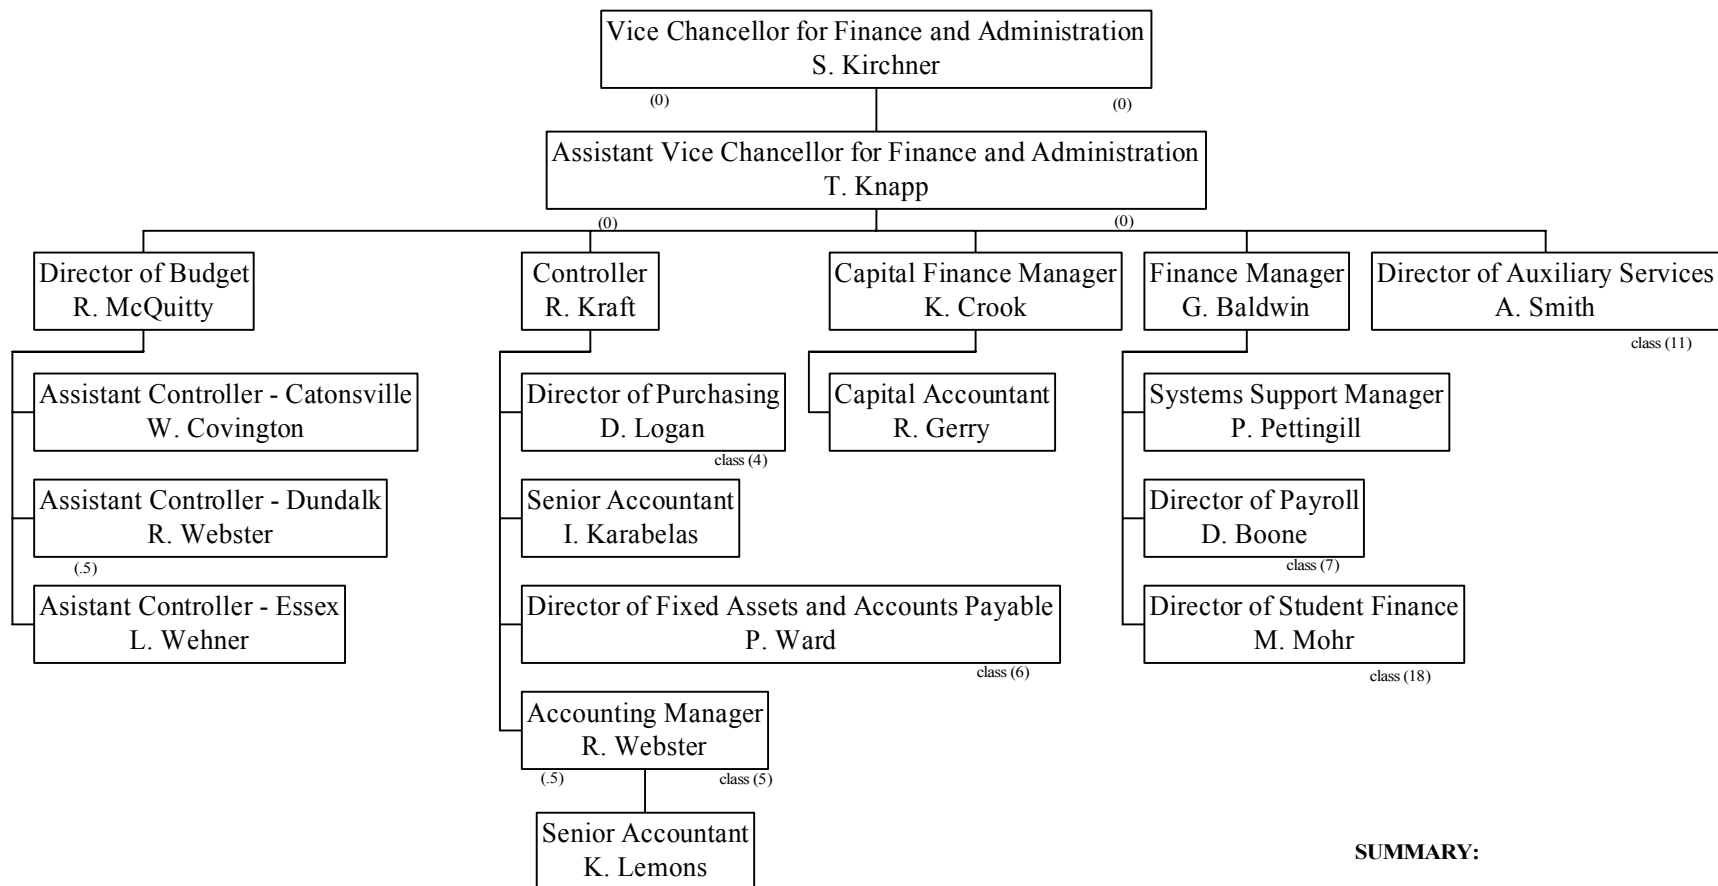 Vice Chancellor for Finance and Administration
S. Kirchner
(0)
(0)
Assistant Vice Chancellor for Finance and Administration
T. Knapp
(0)
(0)
Director of Budget
R. McQuitty
Controller
R. Kraft
Capital Finance Manager
K. Crook
Finance Manager
G. Baldwin
Director of Auxiliary Services
A. Smith
class (11)
Assistant Controller - Catonsville
W. Covington
Assistant Controller - Dundalk
R. Webster
(.5)
Asistant Controller - Essex
L. Wehner
Director of Purchasing
D. Logan
class (4)
Senior Accountant
I. Karabelas
Director of Fixed Assets and Accounts Payable
P. Ward
class (6)
Accounting Manager
R. Webster
(.5)
class (5)
Senior Accountant
K. Lemons
Capital Accountant
R. Gerry
Systems Support Manager
P. Pettingill
Director of Payroll
D. Boone
class (7)
Director of Student Finance
M. Mohr
class (18)
SUMMARY: